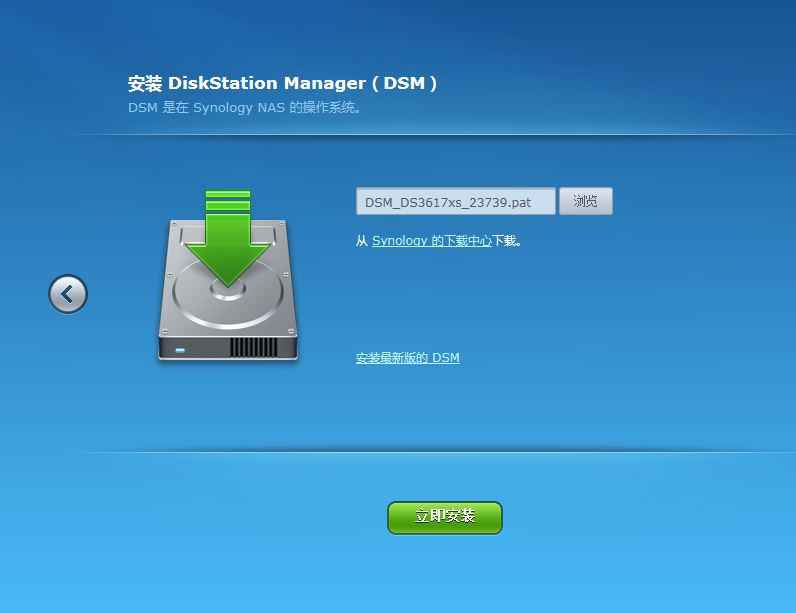 安装 DiskStation Manager（DSM）
DSM 是在 Synology NAS 的操作系统。
DSM_DS3617xs_23739.pat 浏览
从 Synology 的下载中心下载。
安装最新版的 DSM
立即安装